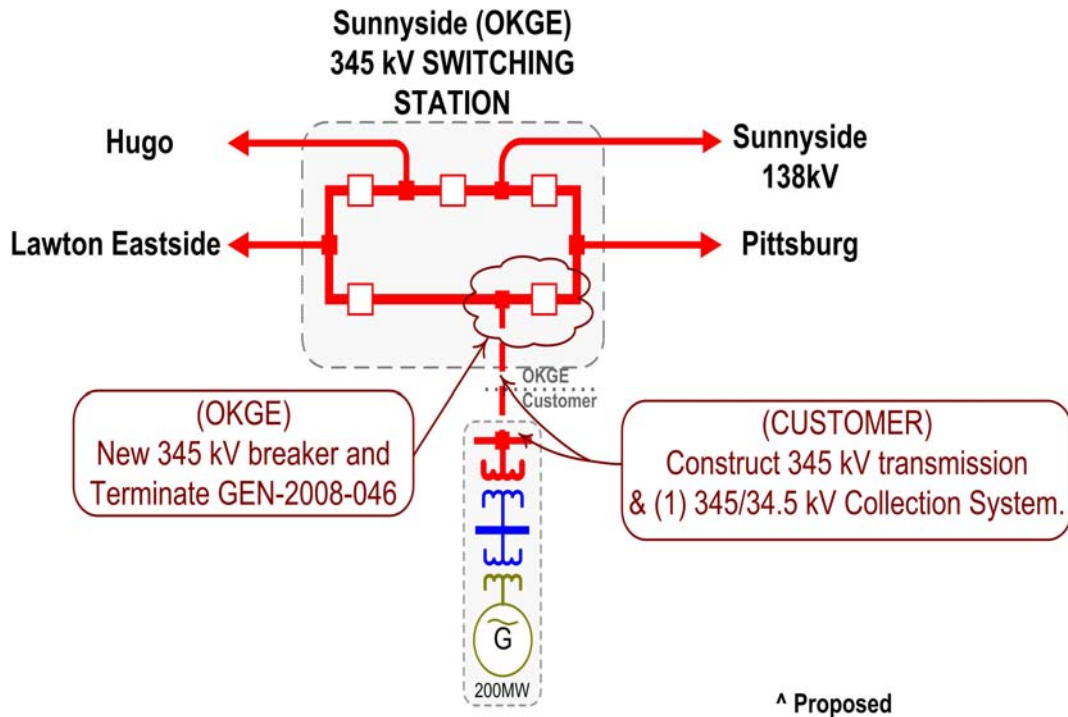 Sunnyside (OKGE)
345 kV SWITCHING
STATION
Hugo
Sunnyside
138kV
Lawton Eastside
Pittsburg
OKGE
Customer
(OKGE)
New 345 kV breaker and
Terminate GEN-2008-046
(CUSTOMER)
Construct 345 kV transmission
& (1) 345/34.5 kV Collection System.
G
200MW
^ Proposed